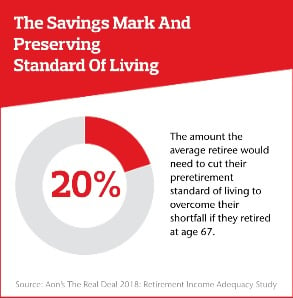 The Savings Mark And
Preserving
Standard Of Living
20%
The amount the
average retiree would
need to cut their
preretirement
standard of living to
overcome their
shortfall if they retired
at age 67.
Source: Aon's The Real Deal 2018: Retirement Income Adequacy Study